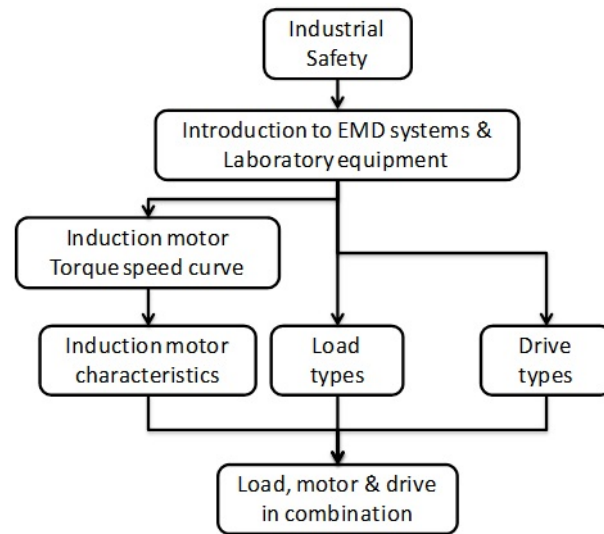 Industrial
Safety
Introduction to EMD systems &
Laboratory equipment
Induction motor
Torque speed curve
Induction motor
characteristics
Load
types
Drive
types
Load, motor & drive
in combination